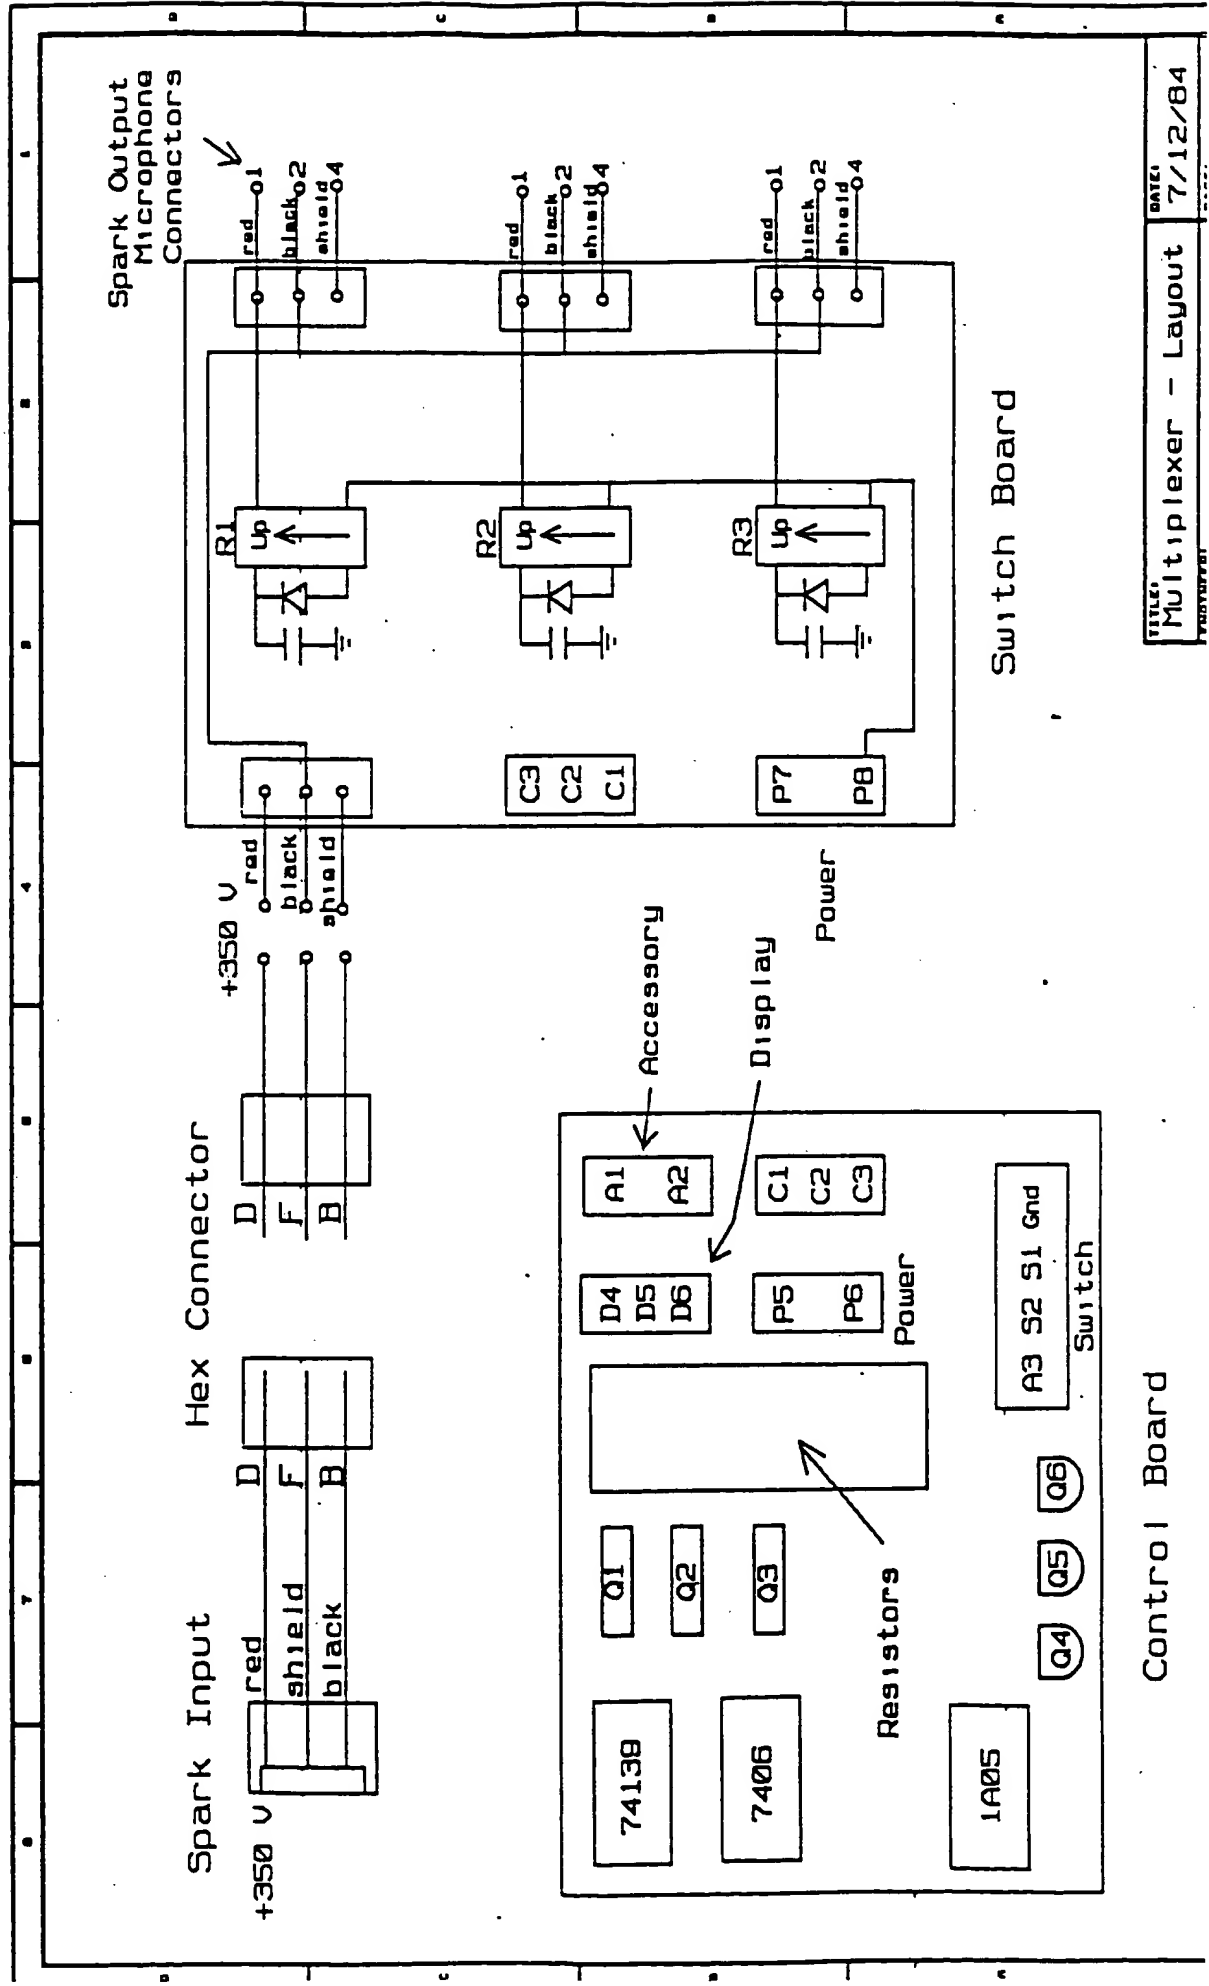 Spark Input
Hex Connector
Spark Output
Microphone
Connectors
+350 V
red
shield
black
D
F
B
D
F
B
+350 V
red
black
shield
R1
Up
red
1
black
2
shield
4
R2
Up
red
1
black
2
shield
4
R3
Up
red
1
black
2
shield
4
C3
C2
C1
P7
P8
Power
Switch Board
Accessory
Display
74138
7406
1A05
Q1
Q2
Q3
Resistors
D4
D5
D6
A1
A2
P5
P6
Power
C1
C2
C3
Q4
Q5
Q6
A3 S2 S1 Gnd
Switch
Control Board
TITLE:
Multiplexer - Layout
DATE:
7/12/84